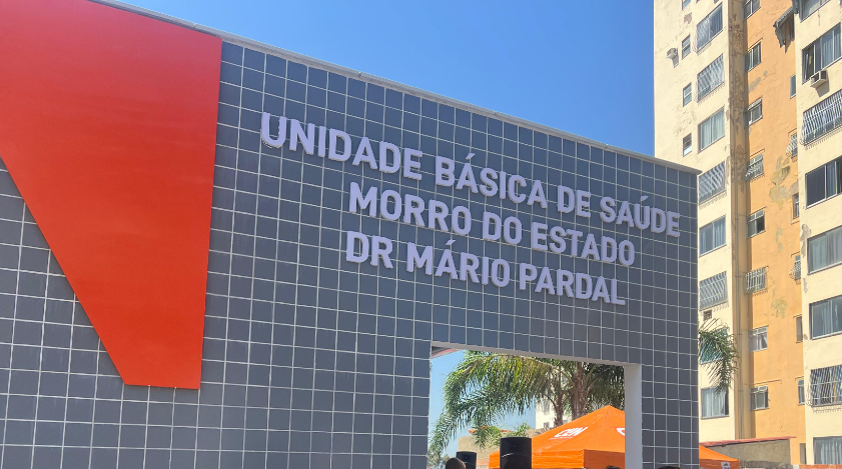 UNIDADE BÁSICA DE SAÚDE
MORRO DO ESTADO
DR MÁRIO PARDAL